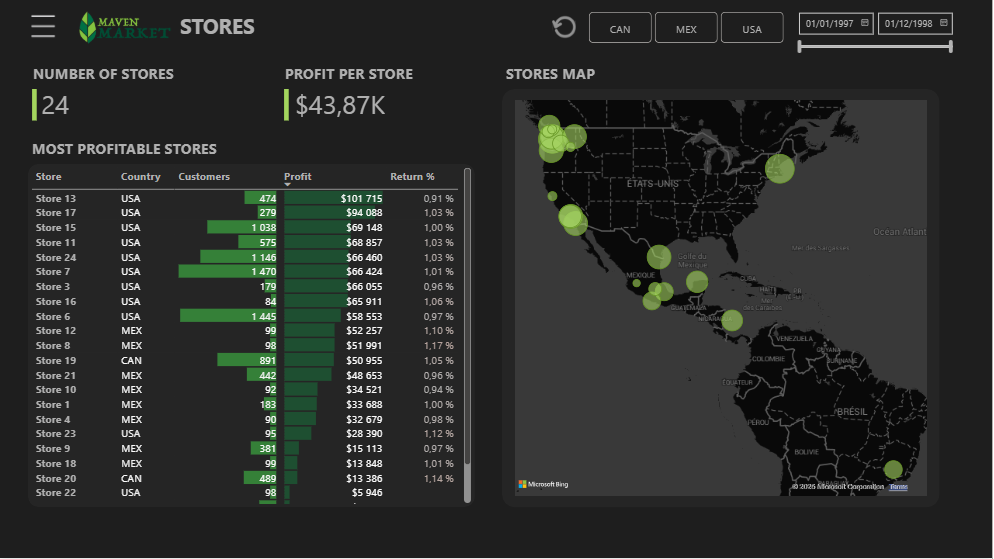 MAVEN
MARKET
STORES
CAN
MEX
USA
01/01/1997
01/12/1998
NUMBER OF STORES
24
PROFIT PER STORE
$43,87K
STORES MAP
MOST PROFITABLE STORES
Store Country Customers Profit Return %
Store 13 USA 474 $101 715 0,91 %
Store 17 USA 279 $94 088 1,03 %
Store 15 USA 1 038 $69 148 1,00 %
Store 11 USA 575 $68 857 1,03 %
Store 24 USA 1 146 $66 460 1,03 %
Store 7 USA 1 470 $66 424 1,01 %
Store 3 USA 179 $66 055 0,96 %
Store 16 USA 84 $65 911 1,06 %
Store 6 USA 1 445 $58 553 0,97 %
Store 12 MEX 99 $52 257 1,10 %
Store 8 MEX 98 $51 991 1,17 %
Store 19 CAN 891 $50 955 1,05 %
Store 21 MEX 442 $48 653 0,96 %
Store 10 MEX 92 $34 521 0,94 %
Store 1 MEX 183 $33 688 1,00 %
Store 4 MEX 90 $32 679 0,98 %
Store 23 USA 95 $28 390 1,12 %
Store 9 MEX 381 $15 113 0,97 %
Store 18 MEX 99 $13 848 1,01 %
Store 20 CAN 489 $13 386 1,14 %
Store 22 USA 98 $5 946
ÉTATS-UNIS
Océan Atlant
Mer des Sargasses
Golfe du
Mexique
MEXIQUE
CUBA
HAÏTI
Mer
des Caraïbes
GUATEMALA
VENEZUELA
GUYANA
SURINAME
COLOMBIE
ÉQUATEUR
BRÉSIL
PÉROU
BOLIVIE
Microsoft Bing
© 2025 Microsoft Corporation Terms